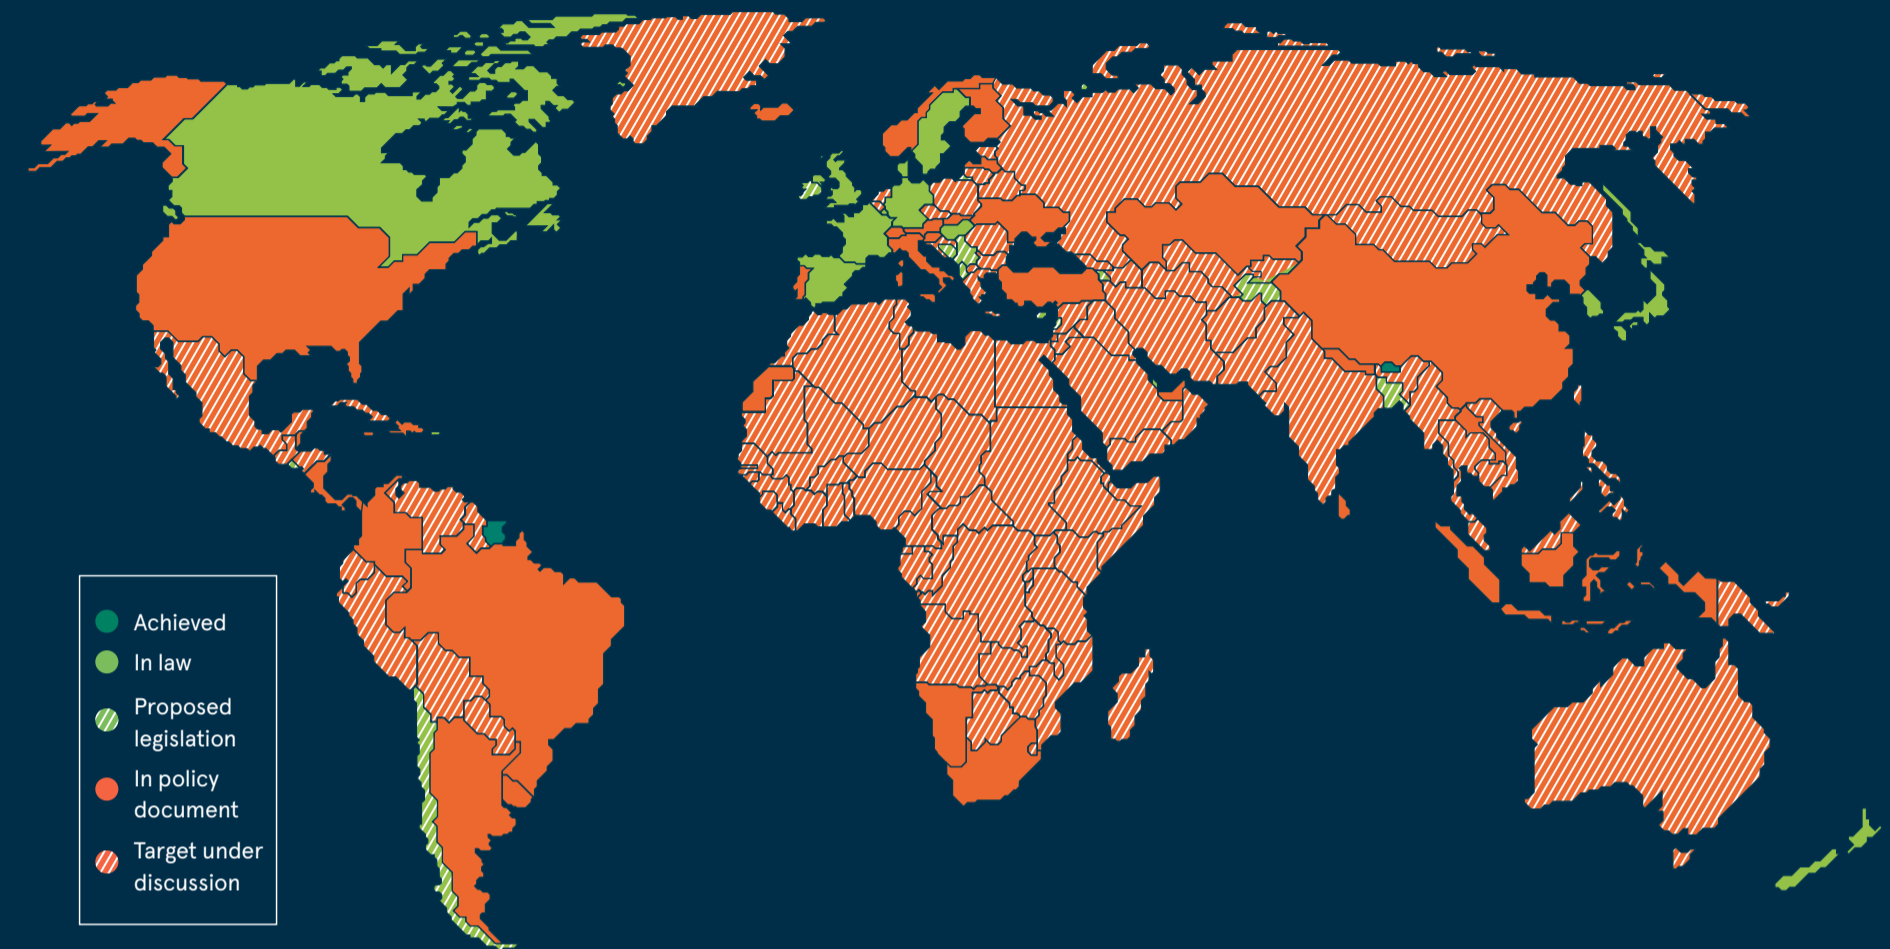 Achieved
In law
Proposed
legislation
In policy
document
Target under
discussion